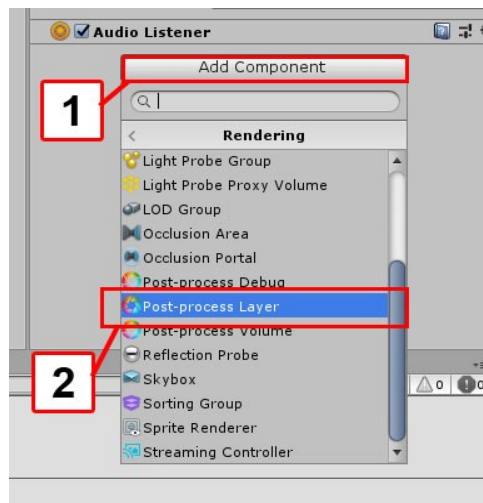 Audio Listener
Add Component
1
< Rendering
Light Probe Group
Light Probe Proxy Volume
LOD Group
Occlusion Area
Occlusion Portal
Post-process Debug
Post-process Layer
Post-process Volume
2
Reflection Probe
Skybox
0
Sorting Group
Sprite Renderer
Streaming Controller